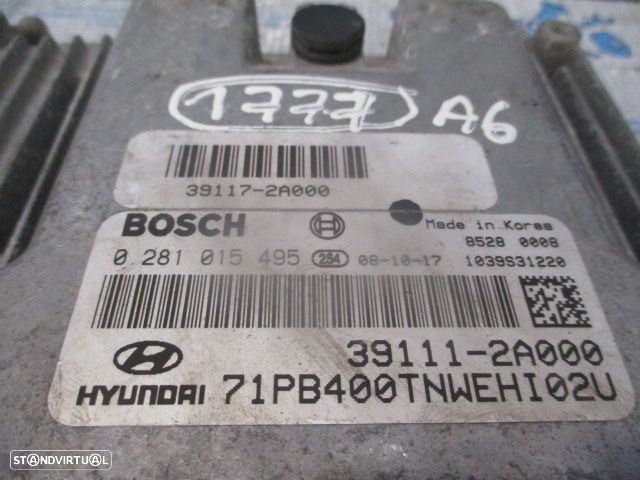 1777 A6
39117-2A000
BOSCH
Made in Korea
8528 0008
0 281 015 495 254 08-10-17 1039S31220
39111-2A000
HYUNDAI 71PB400TNWEHI02U
STANDVIRTUAL